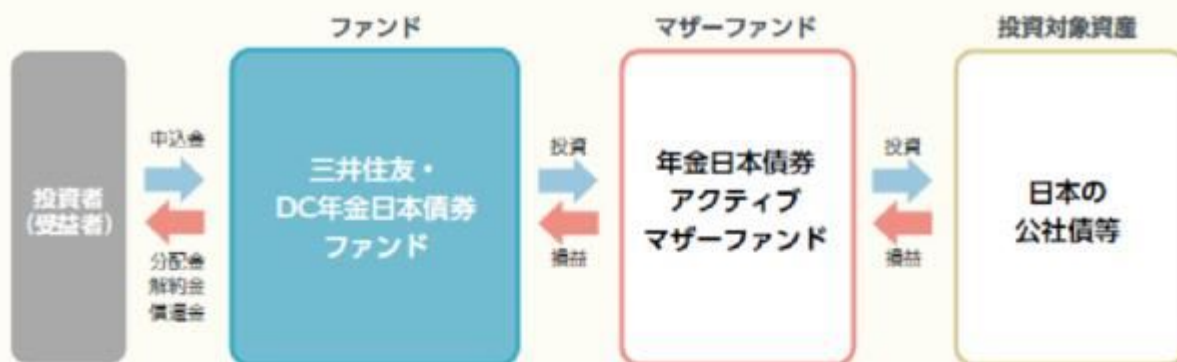 ファンド
マザーファンド
投資対象資産
投資者
(受益者)
申込金
分配金
解約金
償還金
三井住友・
DC年金日本債券
ファンド
投資
損益
年金日本債券
アクティブ
マザーファンド
投資
損益
日本の
公社債等